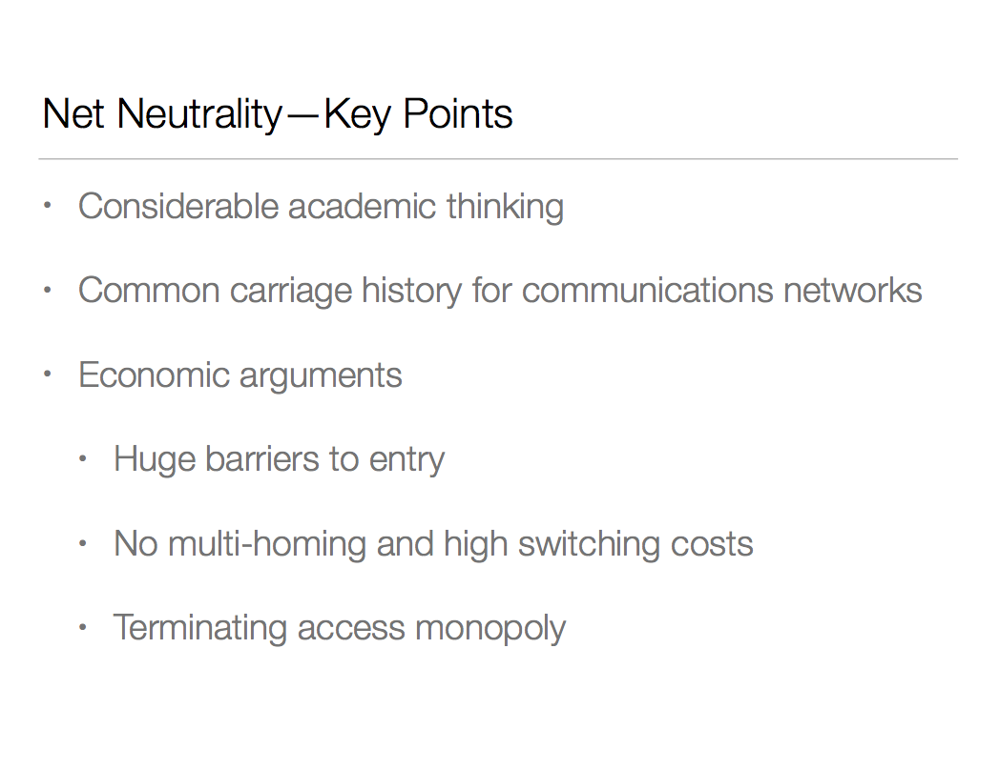 Net Neutrality—Key Points
• Considerable academic thinking
• Common carriage history for communications networks
• Economic arguments
• Huge barriers to entry
• No multi-homing and high switching costs
• Terminating access monopoly